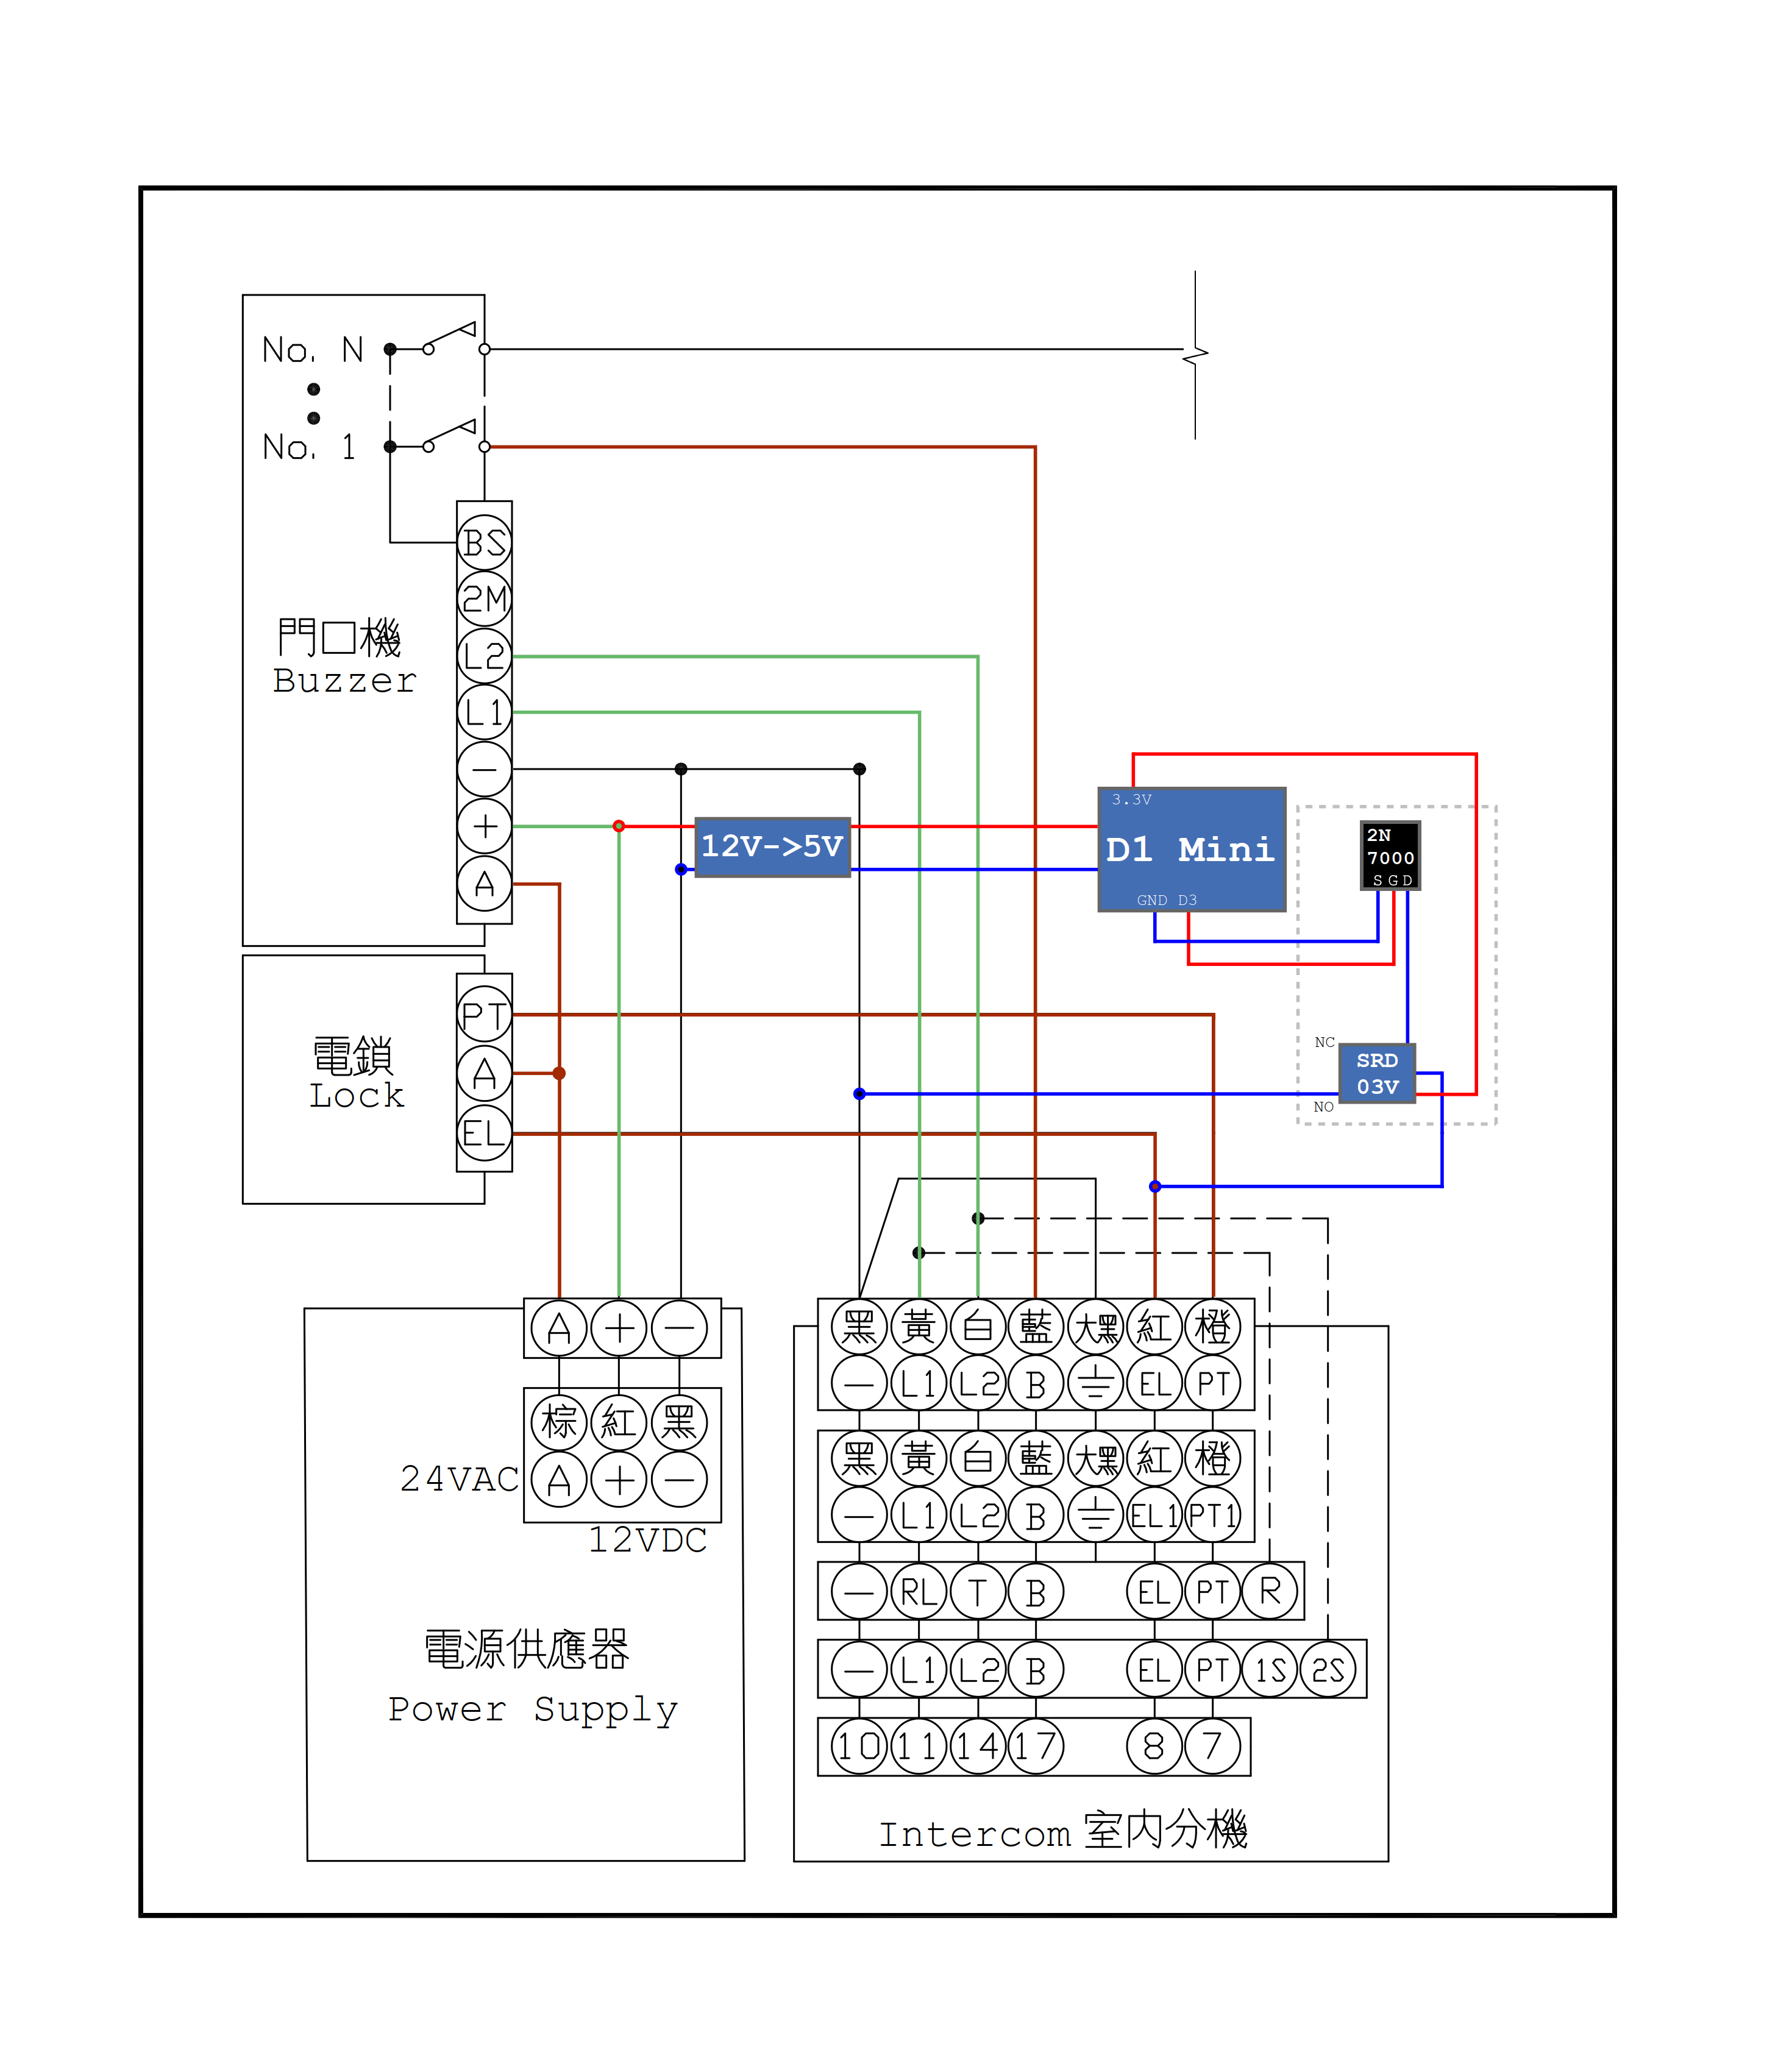 No. N
No. 1
BS
2M
L2
L1
−
+
A
門口機
Buzzer
12V->5V
3.3V
D1 Mini
GND D3
2N
7000
S G D
NC
SRD
03V
NO
PT
A
EL
電鎖
Lock
A + −
棕 紅 黑
A + −
24VAC
12VDC
電源供應器
Power Supply
黑 黃 白 藍 大黑 紅 橙
− L1 L2 B ⏚ EL PT
黑 黃 白 藍 大黑 紅 橙
− L1 L2 B ⏚ EL1 PT1
− RL T B EL PT R
− L1 L2 B EL PT 1S 2S
10 11 14 17 8 7
Intercom 室內分機